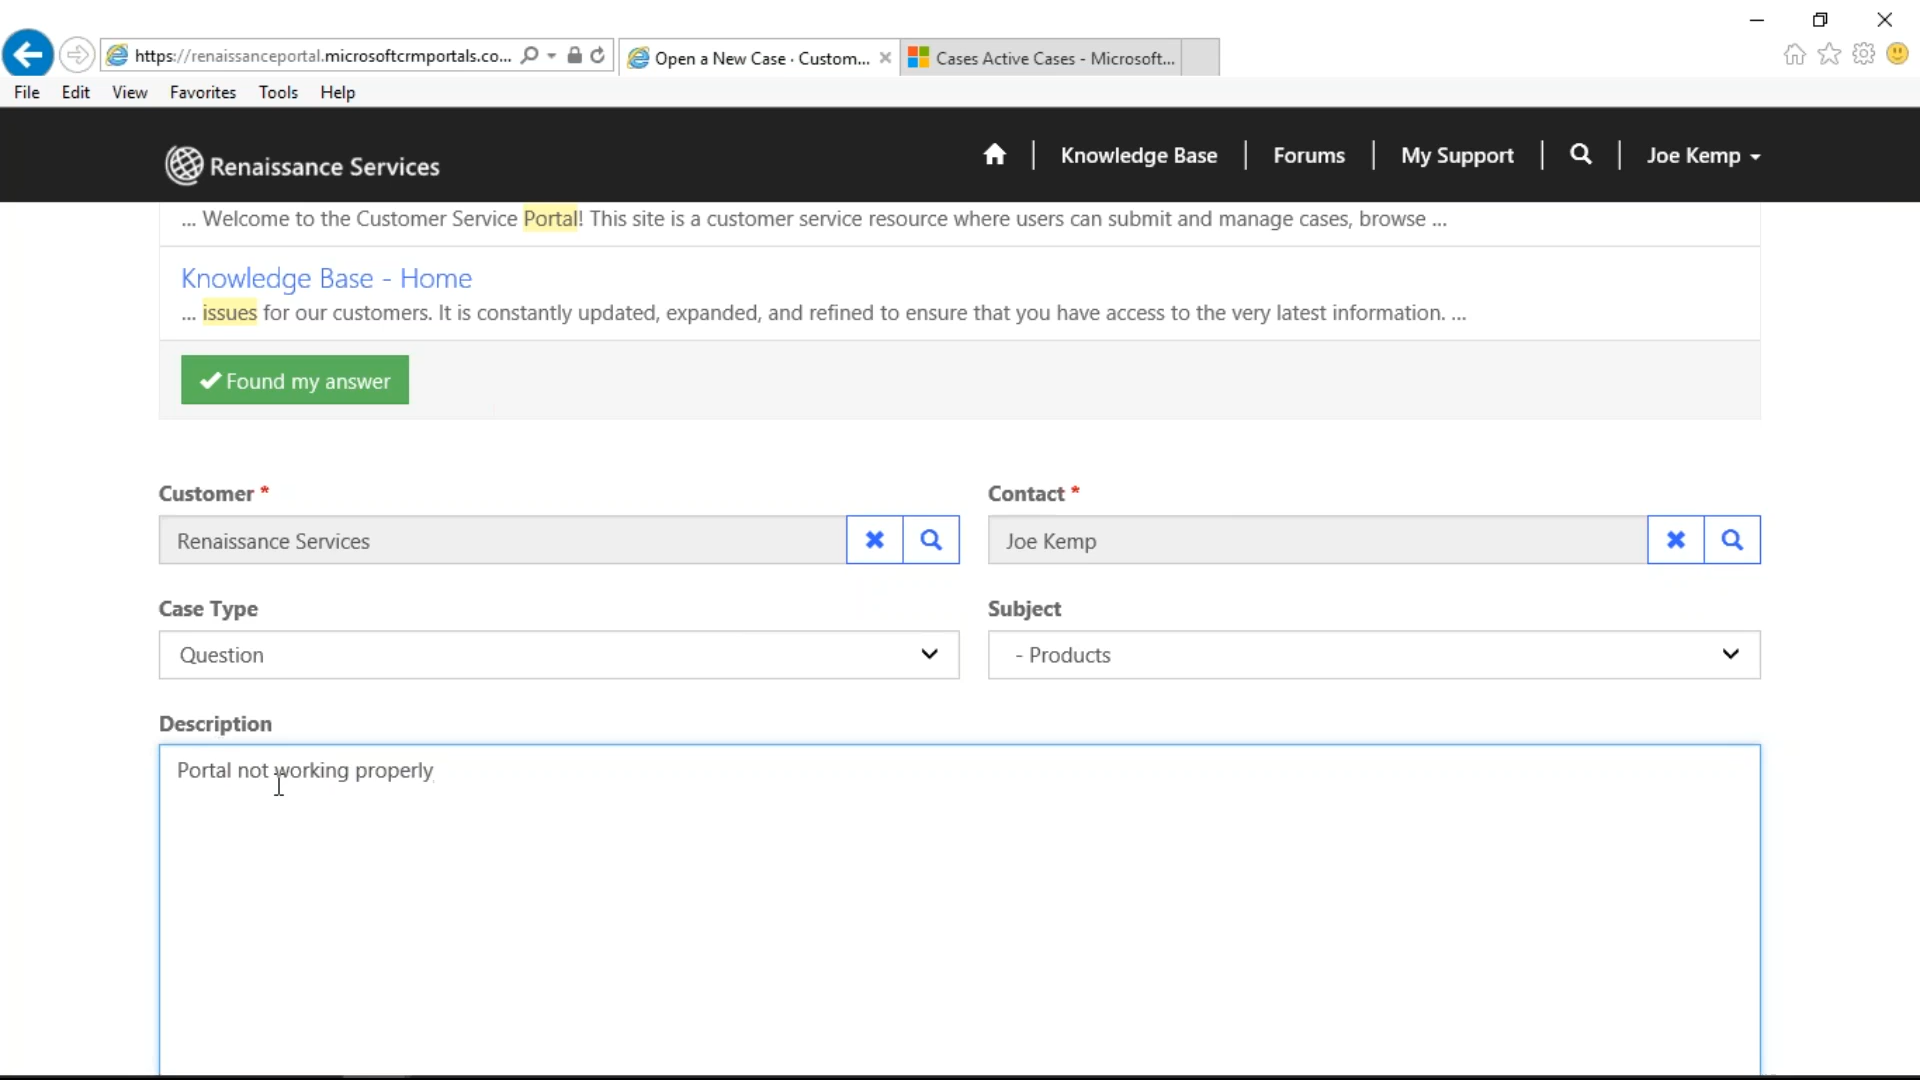 https://renaissanceportal.microsoftcrmportals.co...
Open a New Case · Custom...
Cases Active Cases - Microsoft...
File Edit View Favorites Tools Help
Renaissance Services
Knowledge Base
Forums
My Support
Joe Kemp
... Welcome to the Customer Service Portal! This site is a customer service resource where users can submit and manage cases, browse ...
Knowledge Base - Home
... issues for our customers. It is constantly updated, expanded, and refined to ensure that you have access to the very latest information. ...
Found my answer
Customer *
Contact *
Renaissance Services
Joe Kemp
Case Type
Subject
Question
- Products
Description
Portal not working properly